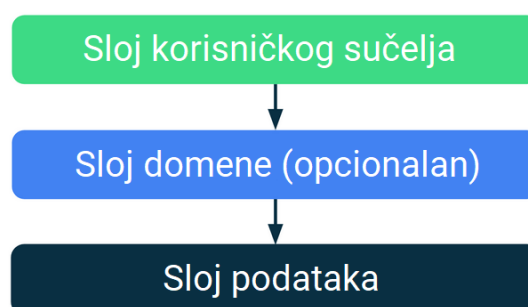 Sloj korisničkog sučelja
Sloj domene (opcionalan)
Sloj podataka